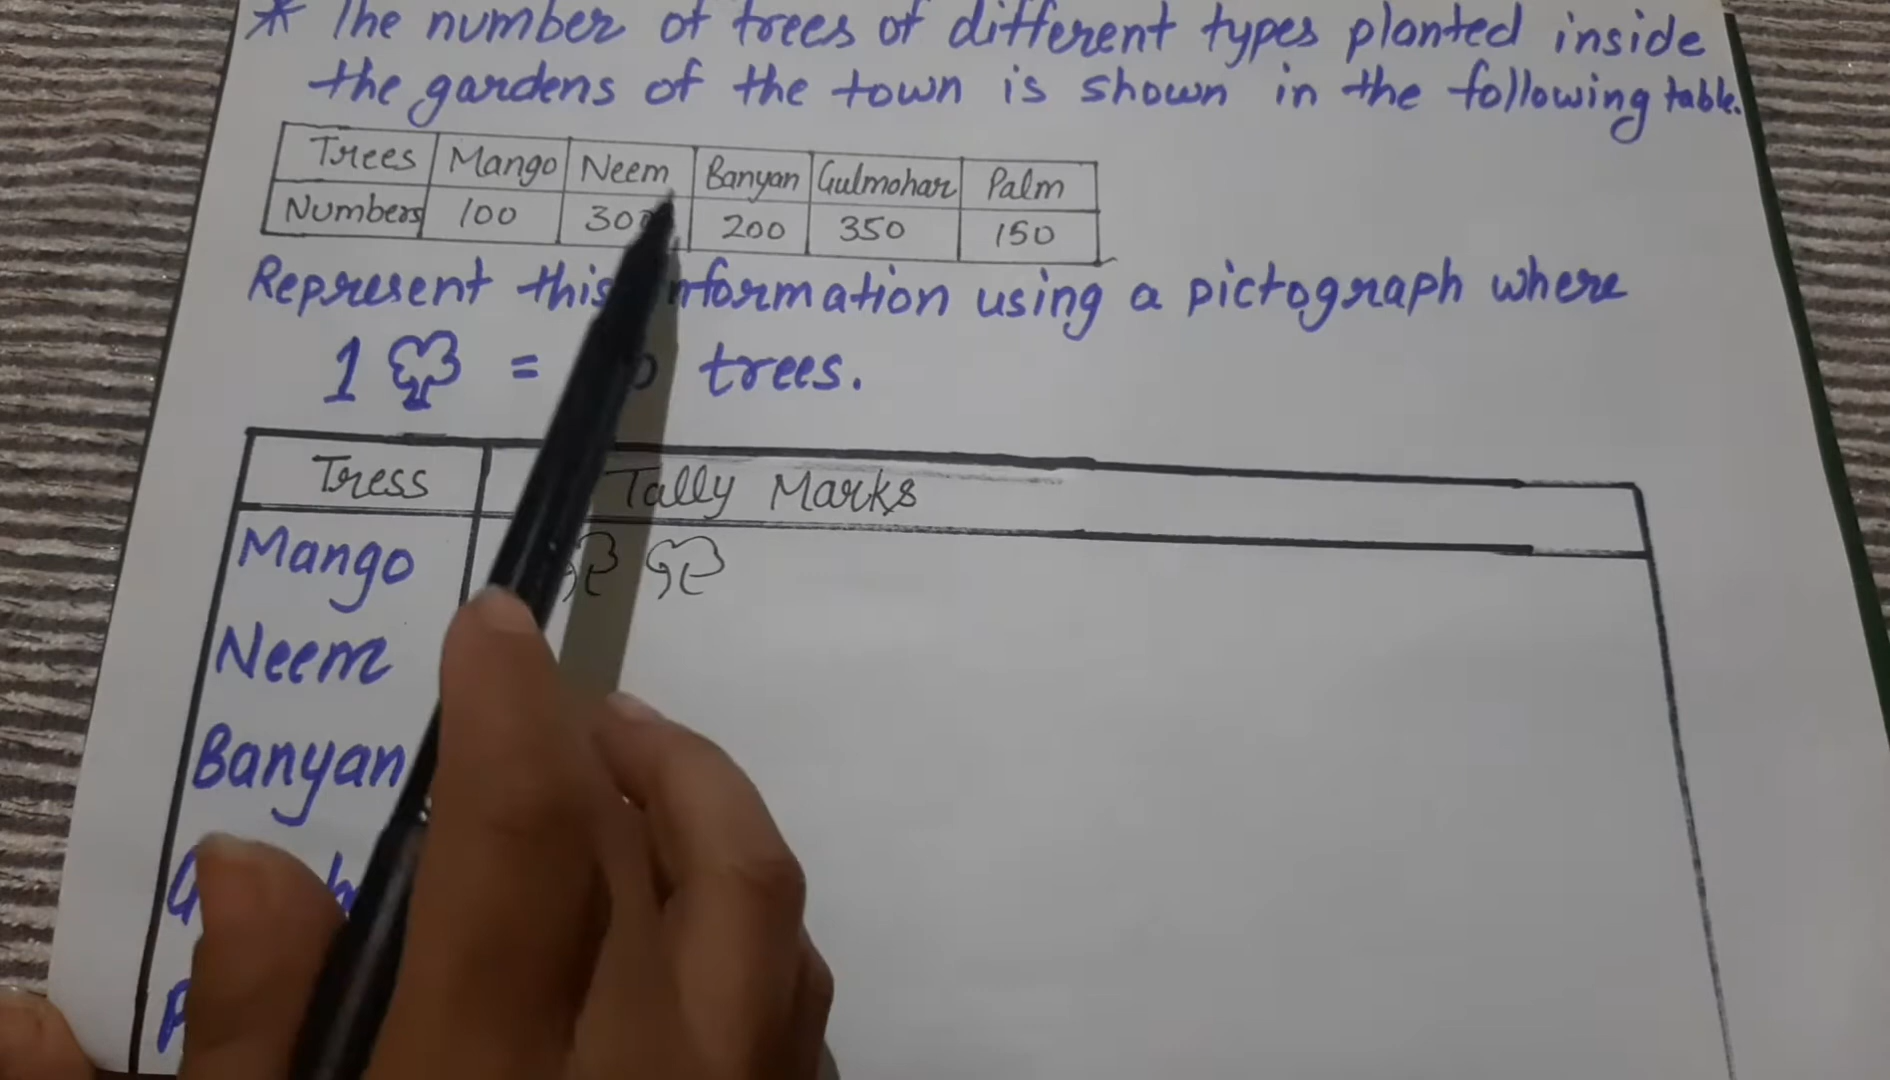 * The number of trees of different types planted inside
the gardens of the town is shown in the following table.
Trees Mango Neem Banyan Gulmohar Palm
Numbers 100 300 200 350 150
Represent this information using a pictograph where
1 = trees.
Tress Tally Marks
Mango
Neem
Banyan